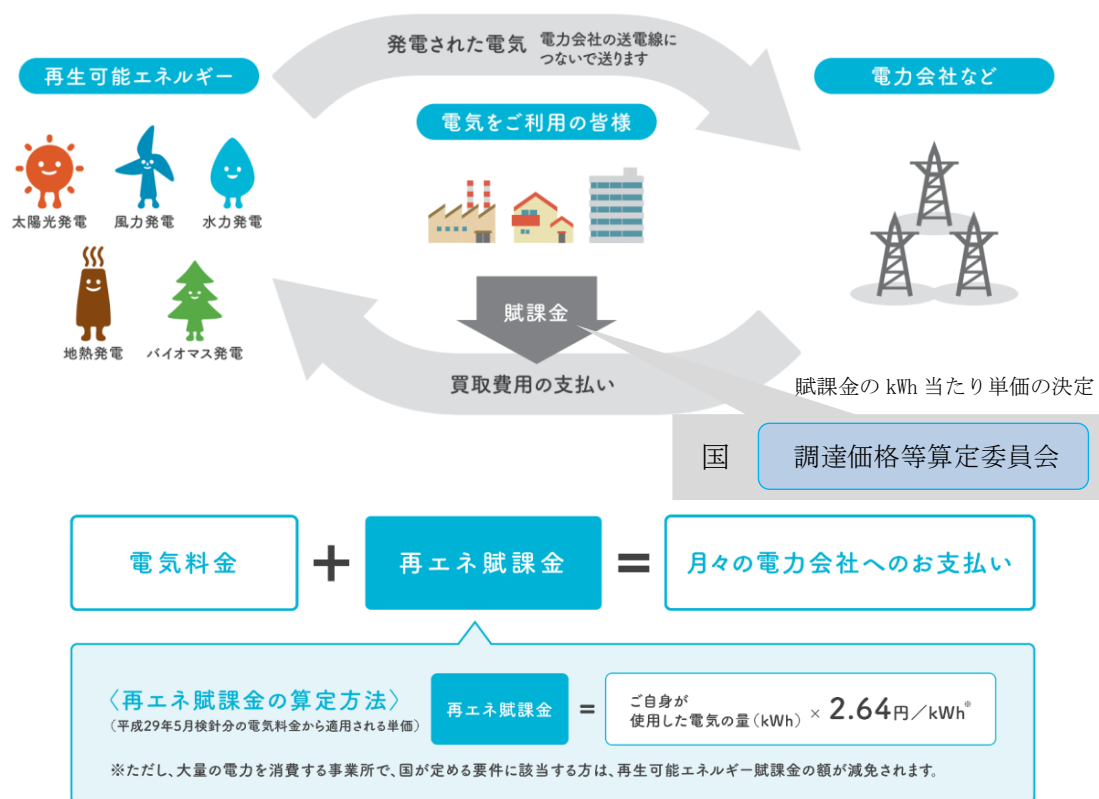 発電された電気 電力会社の送電線に
つないで送ります
再生可能エネルギー
電力会社など
電気をご利用の皆様
太陽光発電 風力発電 水力発電
地熱発電 バイオマス発電
賦課金
買取費用の支払い
賦課金の kWh 当たり単価の決定
国 調達価格等算定委員会
電気料金 + 再エネ賦課金 = 月々の電力会社へのお支払い
〈再エネ賦課金の算定方法〉
(平成29年5月検針分の電気料金から適用される単価)
再エネ賦課金 =
ご自身が
使用した電気の量(kWh) × 2.64円/kWh※
※ただし、大量の電力を消費する事業所で、国が定める要件に該当する方は、再生可能エネルギー賦課金の額が減免されます。